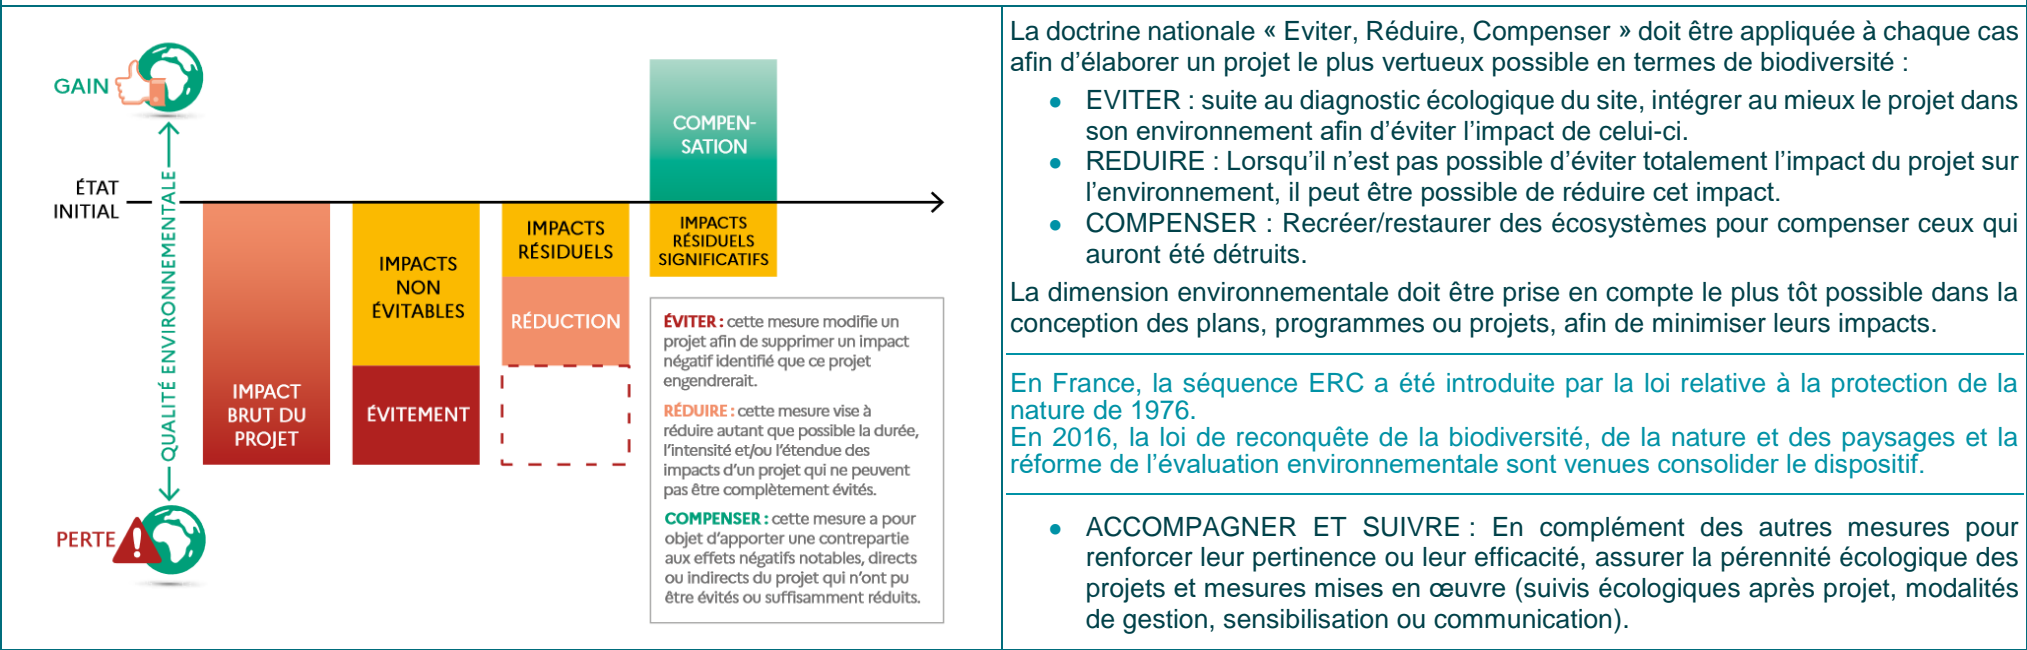 GAIN
ÉTAT
INITIAL
QUALITÉ ENVIRONNEMENTALE
PERTE
IMPACT
BRUT DU
PROJET
IMPACTS
NON
ÉVITABLES
ÉVITEMENT
IMPACTS
RÉSIDUELS
RÉDUCTION
COMPEN-
SATION
IMPACTS
RÉSIDUELS
SIGNIFICATIFS
ÉVITER : cette mesure modifie un
projet afin de supprimer un impact
négatif identifié que ce projet
engendrerait.
RÉDUIRE : cette mesure vise à
réduire autant que possible la durée,
l'intensité et/ou l'étendue des
impacts d'un projet qui ne peuvent
pas être complètement évités.
COMPENSER : cette mesure a pour
objet d'apporter une contrepartie
aux effets négatifs notables, directs
ou indirects du projet qui n'ont pu
être évités ou suffisamment réduits.
La doctrine nationale « Eviter, Réduire, Compenser » doit être appliquée à chaque cas
afin d'élaborer un projet le plus vertueux possible en termes de biodiversité :
• EVITER : suite au diagnostic écologique du site, intégrer au mieux le projet dans
son environnement afin d'éviter l'impact de celui-ci.
• REDUIRE : Lorsqu'il n'est pas possible d'éviter totalement l'impact du projet sur
l'environnement, il peut être possible de réduire cet impact.
• COMPENSER : Recréer/restaurer des écosystèmes pour compenser ceux qui
auront été détruits.
La dimension environnementale doit être prise en compte le plus tôt possible dans la
conception des plans, programmes ou projets, afin de minimiser leurs impacts.
En France, la séquence ERC a été introduite par la loi relative à la protection de la
nature de 1976.
En 2016, la loi de reconquête de la biodiversité, de la nature et des paysages et la
réforme de l'évaluation environnementale sont venues consolider le dispositif.
• ACCOMPAGNER ET SUIVRE : En complément des autres mesures pour
renforcer leur pertinence ou leur efficacité, assurer la pérennité écologique des
projets et mesures mises en œuvre (suivis écologiques après projet, modalités
de gestion, sensibilisation ou communication).